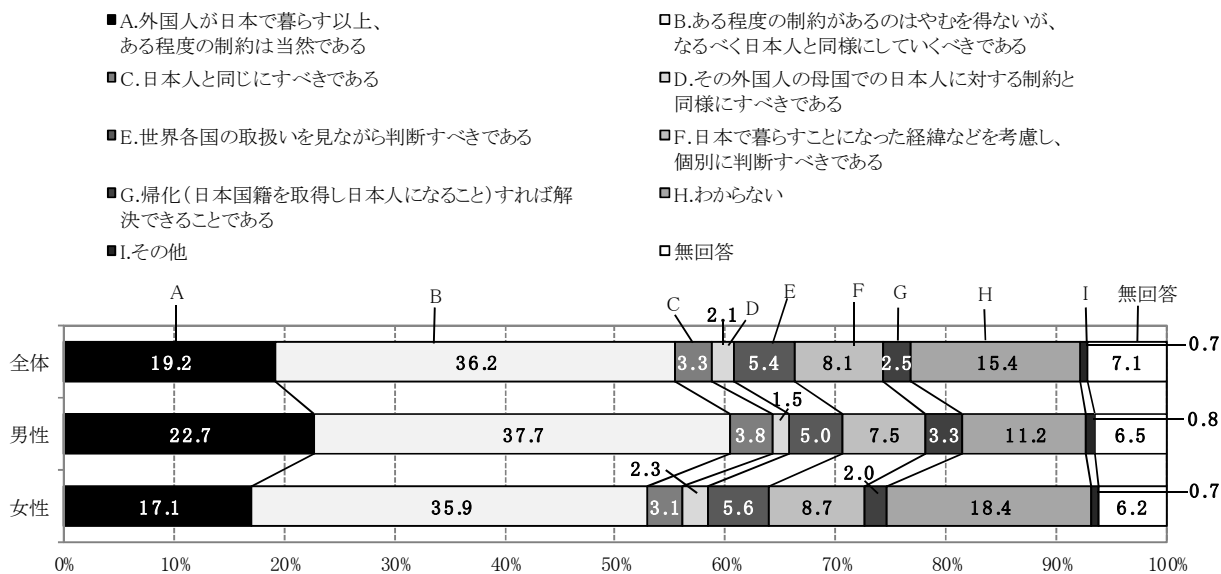 ■A.外国人が日本で暮らす以上、
ある程度の制約は当然である
□B.ある程度の制約があるのはやむを得ないが、
なるべく日本人と同様にしていくべきである
■C.日本人と同じにすべきである
□D.その外国人の母国での日本人に対する制約と
同様にすべきである
■E.世界各国の取扱いを見ながら判断すべきである
■F.日本で暮らすことになった経緯などを考慮し、
個別に判断すべきである
■G.帰化(日本国籍を取得し日本人になること)すれば解
決できることである
■H.わからない
■I.その他
□無回答
A B C 2.1 D E F G H I 無回答
全体 19.2 36.2 3.3 5.4 8.1 2.5 15.4 7.1 0.7
1.5
男性 22.7 37.7 3.8 5.0 7.5 3.3 11.2 6.5 0.8
2.3 2.0
女性 17.1 35.9 3.1 5.6 8.7 18.4 6.2 0.7
0% 10% 20% 30% 40% 50% 60% 70% 80% 90% 100%